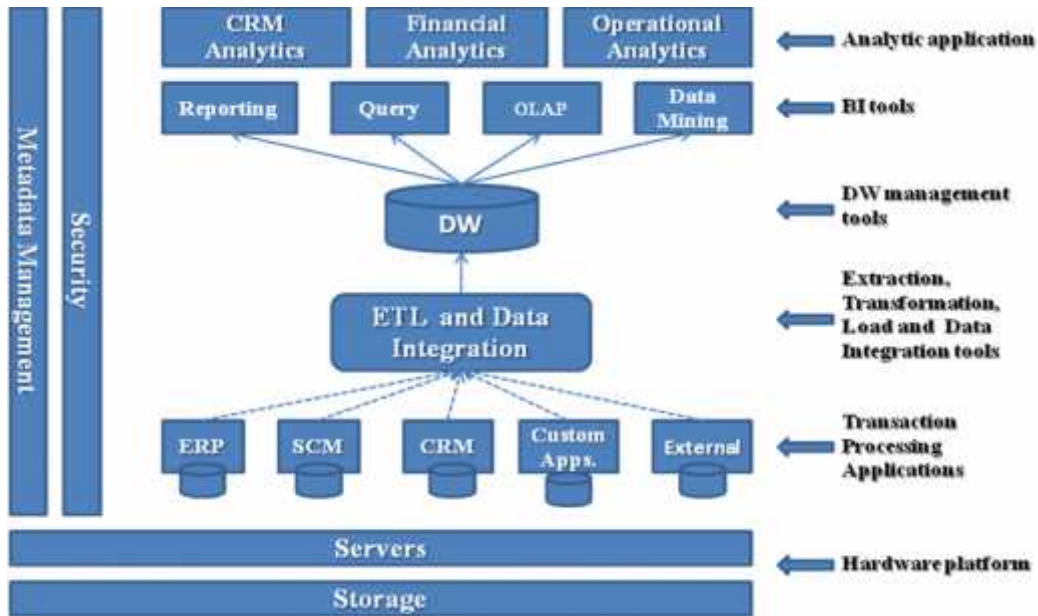 CRM
Analytics
Financial
Analytics
Operational
Analytics
Analytic application
Reporting
Query
OLAP
Data
Mining
BI tools
Metadata Management
Security
DW
DW management
tools
ETL and Data
Integration
Extraction,
Transformation,
Load and Data
Integration tools
ERP
SCM
CRM
Custom
Apps.
External
Transaction
Processing
Applications
Servers
Storage
Hardware platform